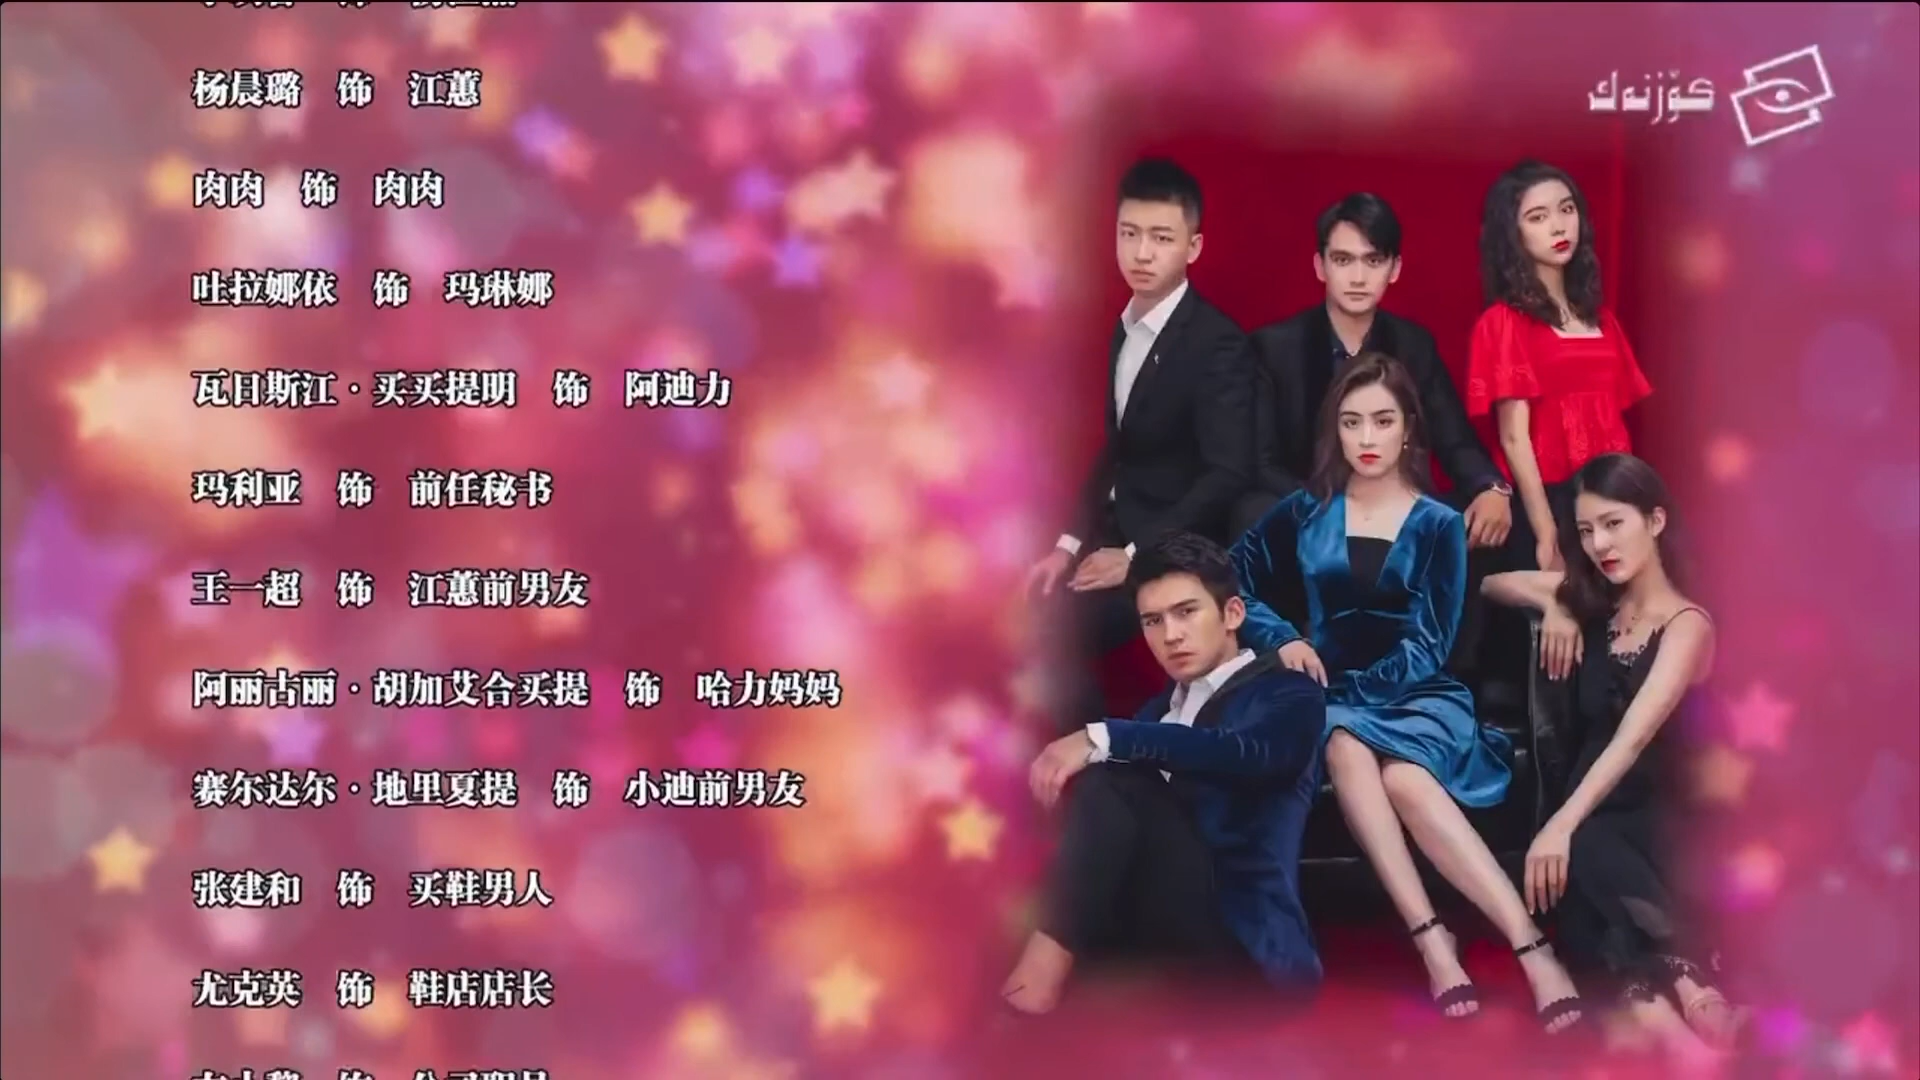 杨晨璐 饰 江蕙
كۆزنەك
肉肉 饰 肉肉
吐拉娜依 饰 玛琳娜
瓦日斯江·买买提明 饰 阿迪力
玛利亚 饰 前任秘书
王一超 饰 江蕙前男友
阿丽古丽·胡加艾合买提 饰 哈力妈妈
赛尔达尔·地里夏提 饰 小迪前男友
张建和 饰 买鞋男人
尤克英 饰 鞋店店长